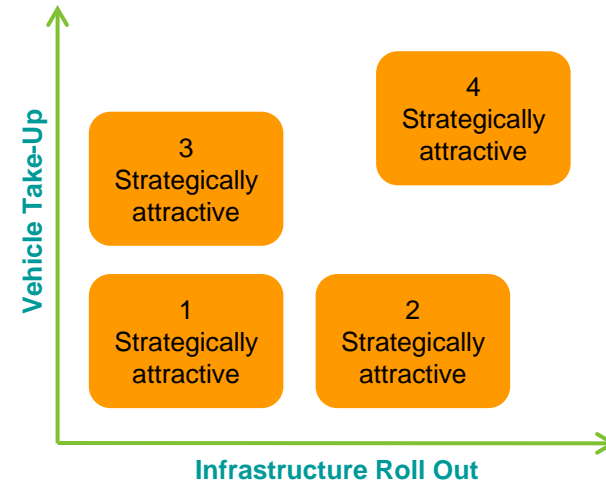 4
Strategically
attractive
3
Strategically
attractive
1
Strategically
attractive
2
Strategically
attractive
Vehicle Take-Up
Infrastructure Roll Out